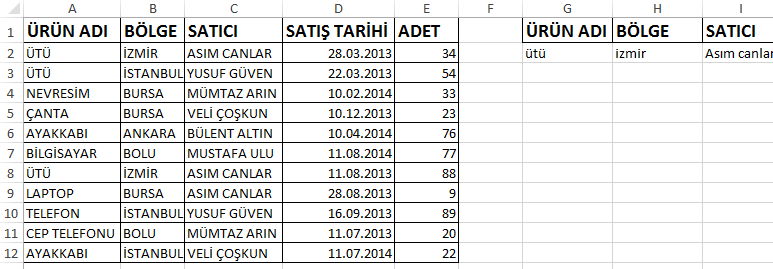 A B C D E F G H I
1 ÜRÜN ADI BÖLGE SATICI SATIŞ TARİHİ ADET ÜRÜN ADI BÖLGE SATICI
2 ÜTÜ İZMİR ASIM CANLAR 28.03.2013 34 ütü izmir Asım canlar
3 ÜTÜ İSTANBUL YUSUF GÜVEN 22.03.2013 54
4 NEVRESİM BURSA MÜMTAZ ARIN 10.02.2014 33
5 ÇANTA BURSA VELİ ÇOŞKUN 10.12.2013 23
6 AYAKKABI ANKARA BÜLENT ALTIN 10.04.2014 76
7 BİLGİSAYAR BOLU MUSTAFA ULU 11.08.2014 77
8 ÜTÜ İZMİR ASIM CANLAR 11.08.2014 88
9 LAPTOP BURSA ASIM CANLAR 28.08.2013 9
10 TELEFON İSTANBUL YUSUF GÜVEN 16.09.2013 89
11 CEP TELEFONU BOLU MÜMTAZ ARIN 11.07.2013 20
12 AYAKKABI İSTANBUL VELİ ÇOŞKUN 11.07.2014 22